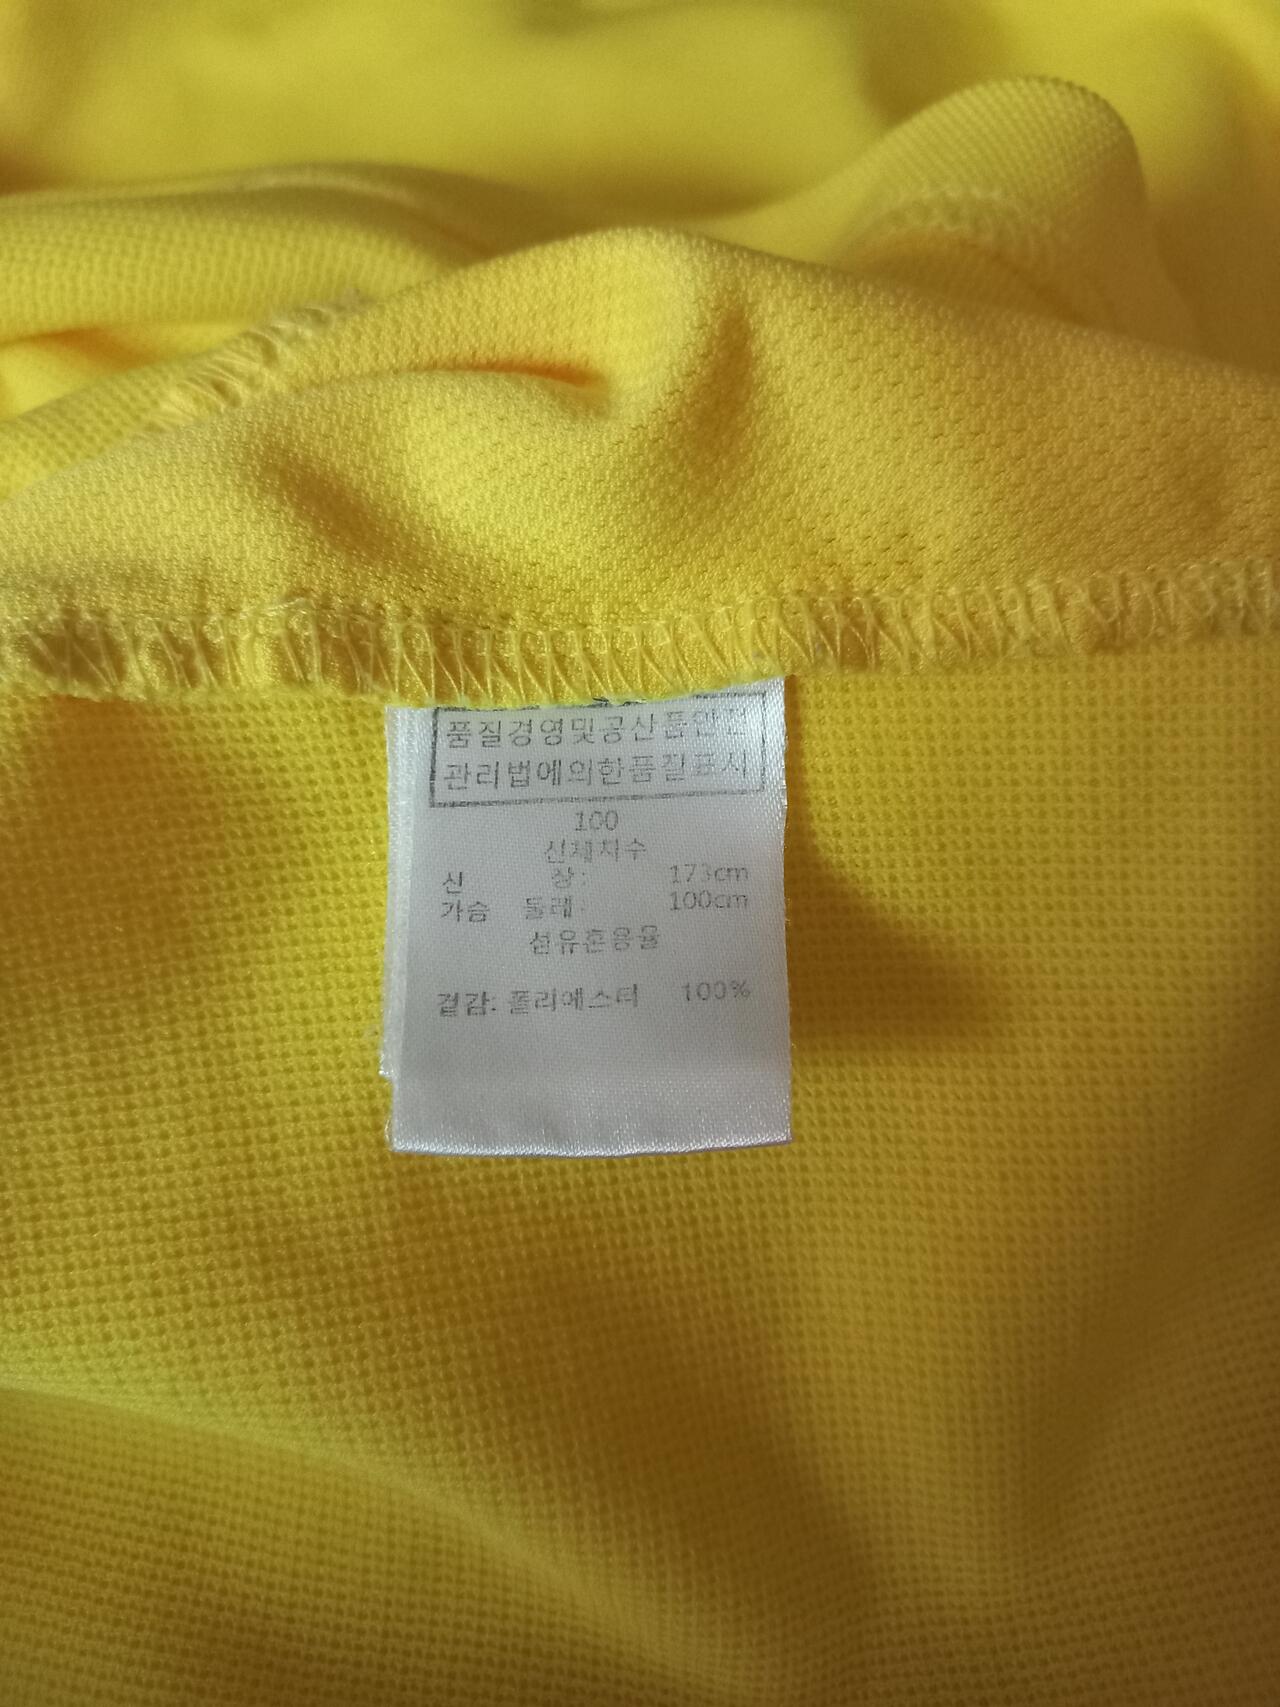 품질경영및공산품안전
관리법에의한품질표시
100
신체치수
신 장: 173cm
가슴 둘레: 100cm
섬유혼용율
겉감: 폴리에스터 100%